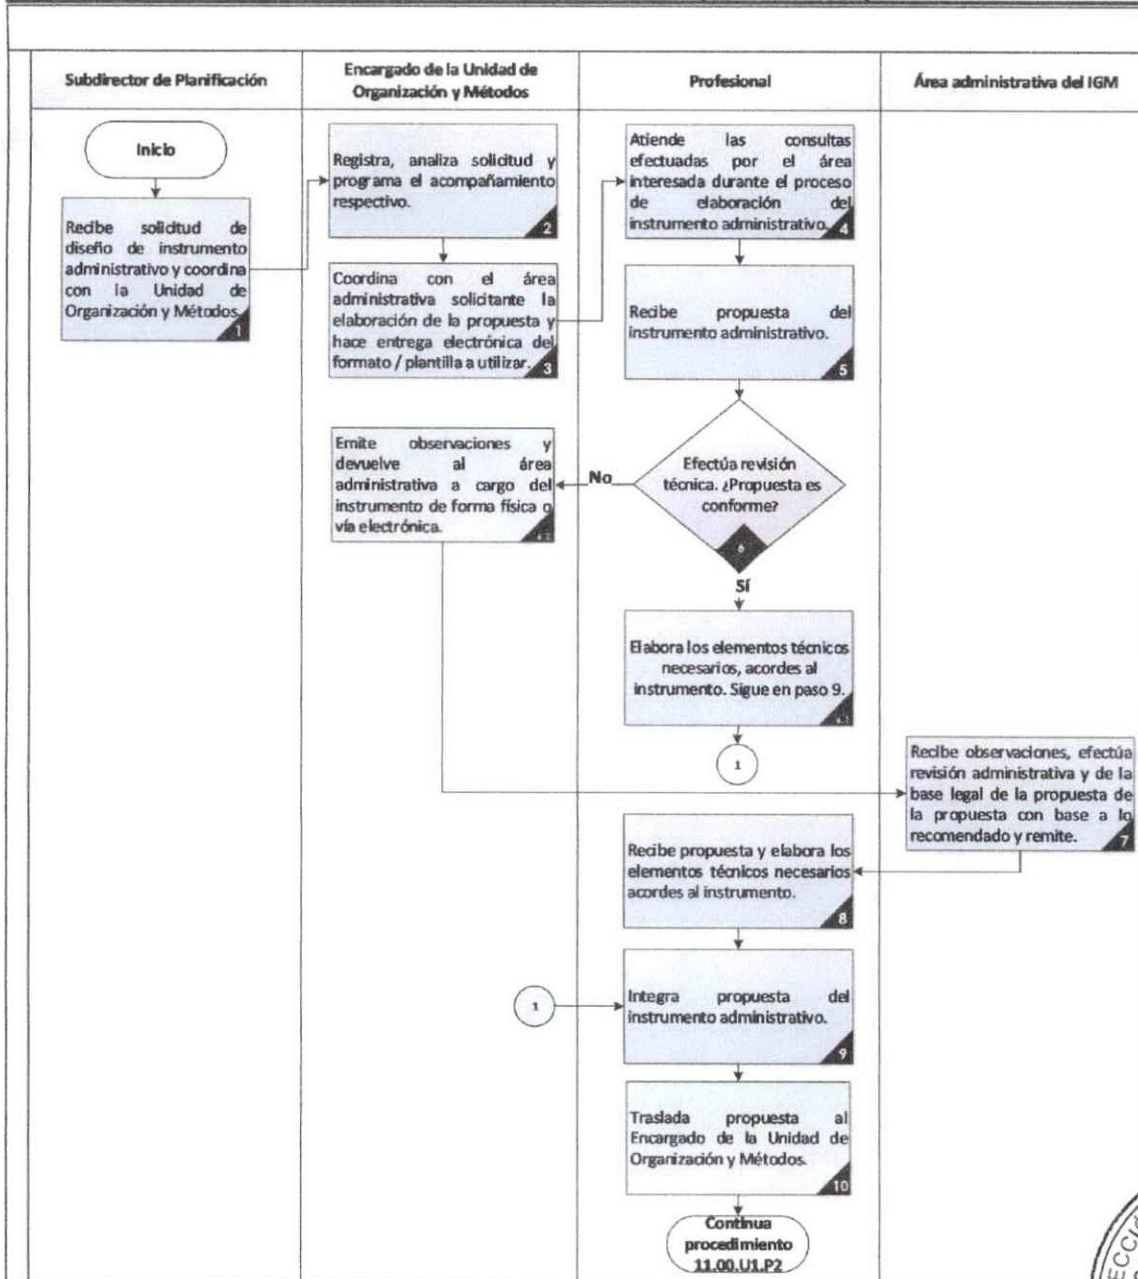 Subdirector de Planificación
Encargado de la Unidad de
Organización y Métodos
Profesional
Área administrativa del IGM
Inicio
Recibe solicitud de
diseño de instrumento
administrativo y coordina
con la Unidad de
Organización y Métodos.
1
Registra, analiza solicitud y
programa el acompañamiento
respectivo.
2
Coordina con el área
administrativa solicitante la
elaboración de la propuesta y
hace entrega electrónica del
formato / plantilla a utilizar.
3
Atiende las consultas
efectuadas por el área
interesada durante el proceso
de elaboración del
instrumento administrativo.
4
Recibe propuesta del
instrumento administrativo.
5
Efectúa revisión
técnica. ¿Propuesta es
conforme?
6
No
Emite observaciones y
devuelve al área
administrativa a cargo del
instrumento de forma física o
vía electrónica.
Sí
Elabora los elementos técnicos
necesarios, acordes al
instrumento. Sigue en paso 9.
1
Recibe observaciones, efectúa
revisión administrativa y de la
base legal de la propuesta de
la propuesta con base a lo
recomendado y remite.
7
Recibe propuesta y elabora los
elementos técnicos necesarios
acordes al instrumento.
8
1
Integra propuesta del
instrumento administrativo.
9
Traslada propuesta al
Encargado de la Unidad de
Organización y Métodos.
10
Continua
procedimiento
11.00.U1.P2